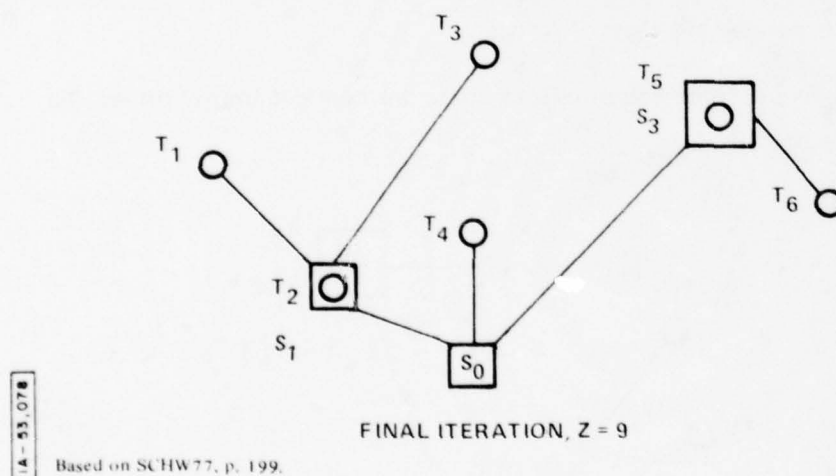 T3
T5
S3
T1
T6
T4
T2
S1
S0
FINAL ITERATION, Z = 9
IA-53,078
Based on SCHW77, p. 199.